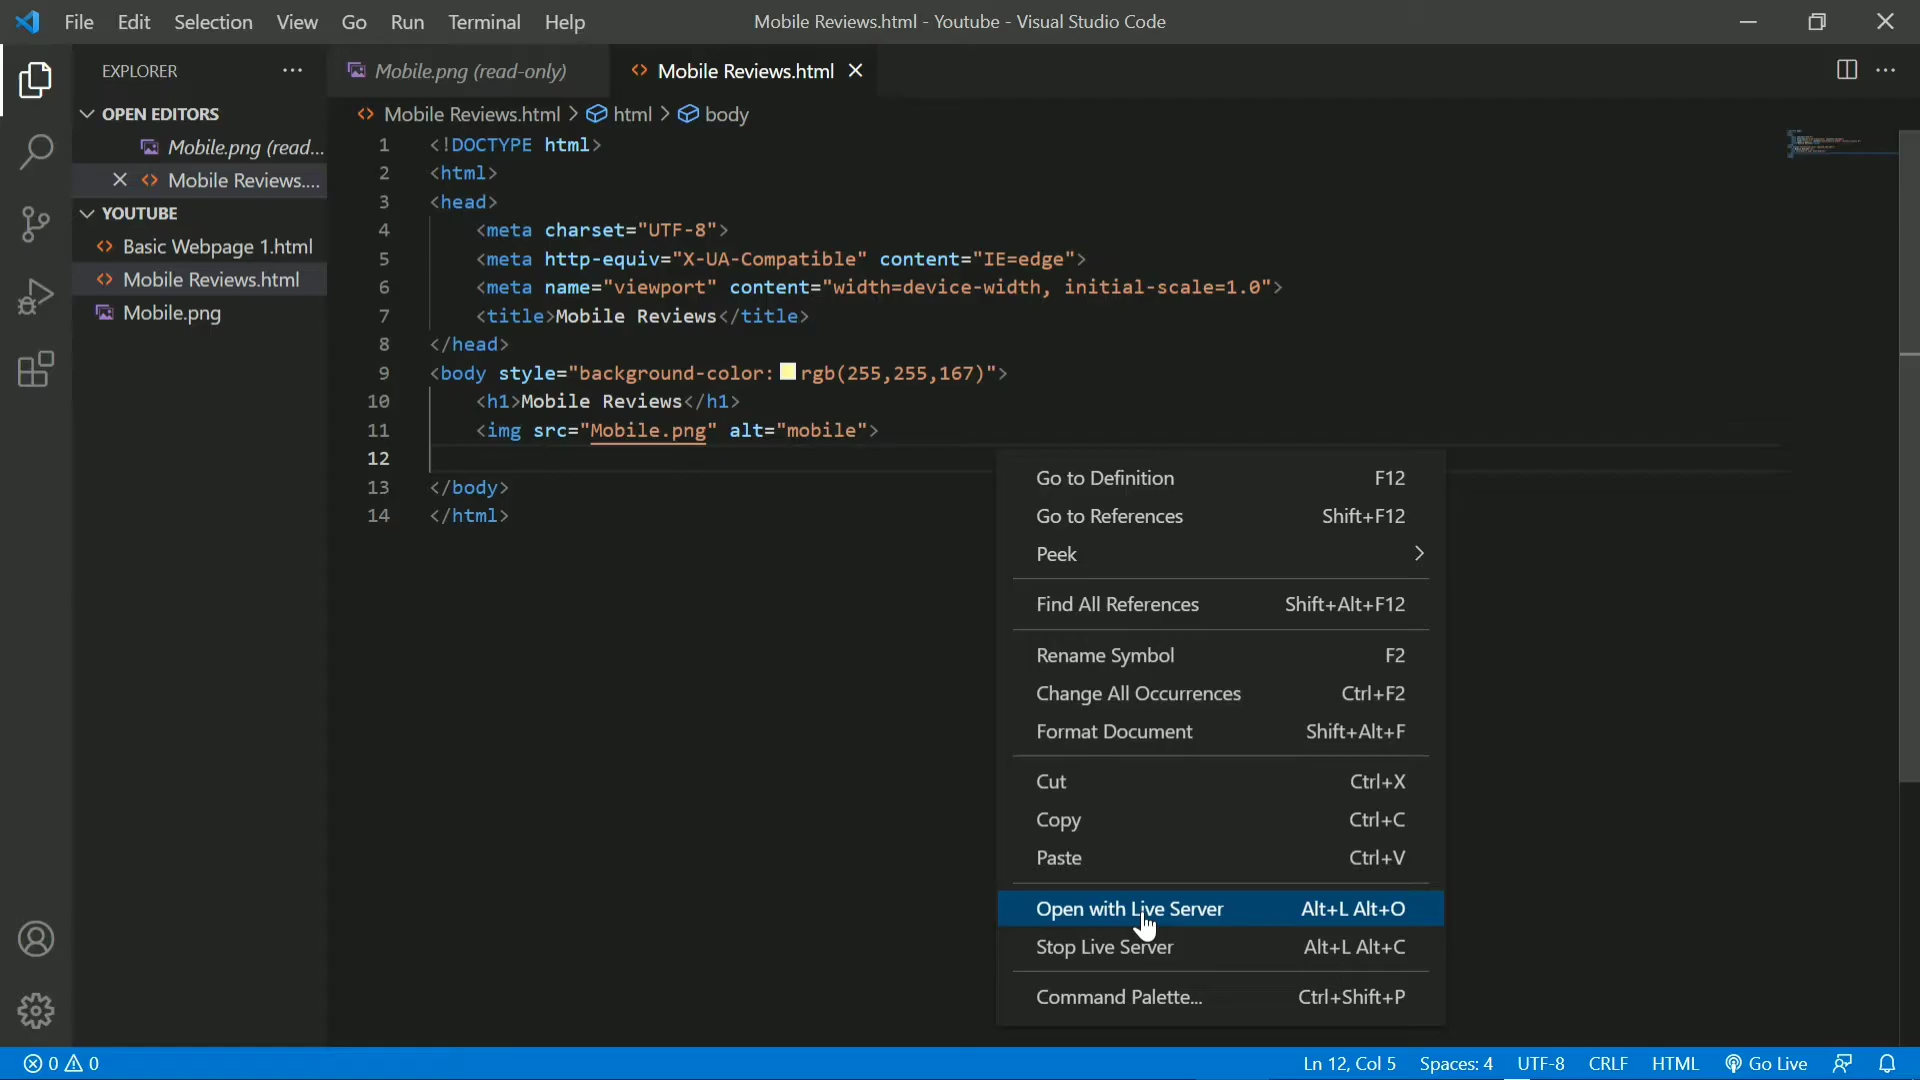 File Edit Selection View Go Run Terminal Help
Mobile Reviews.html - Youtube - Visual Studio Code
EXPLORER
OPEN EDITORS
Mobile.png (read...
Mobile Reviews....
YOUTUBE
Basic Webpage 1.html
Mobile Reviews.html
Mobile.png
Mobile.png (read-only)
Mobile Reviews.html
Mobile Reviews.html > html > body
1 <!DOCTYPE html>
2 <html>
3 <head>
4 <meta charset="UTF-8">
5 <meta http-equiv="X-UA-Compatible" content="IE=edge">
6 <meta name="viewport" content="width=device-width, initial-scale=1.0">
7 <title>Mobile Reviews</title>
8 </head>
9 <body style="background-color: rgb(255,255,167)">
10 <h1>Mobile Reviews</h1>
11 <img src="Mobile.png" alt="mobile">
12
13 </body>
14 </html>
Go to Definition F12
Go to References Shift+F12
Peek
Find All References Shift+Alt+F12
Rename Symbol F2
Change All Occurrences Ctrl+F2
Format Document Shift+Alt+F
Cut Ctrl+X
Copy Ctrl+C
Paste Ctrl+V
Open with Live Server Alt+L Alt+O
Stop Live Server Alt+L Alt+C
Command Palette... Ctrl+Shift+P
0 0
Ln 12, Col 5 Spaces: 4 UTF-8 CRLF HTML Go Live